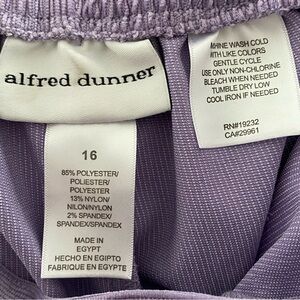 alfred dunner
16
85% POLYESTER/
POLIESTER/
POLYESTER
13% NYLON/
NILON/NYLON
2% SPANDEX/
SPANDEX/SPANDEX
MADE IN
EGYPT
HECHO EN EGIPTO
FABRIQUE EN EGYPTE
WASH COLD
LIKE COLORS
GENTLE CYCLE
USE ONLY NON-CHLORINE
BLEACH WHEN NEEDED
TUMBLE DRY LOW
COOL IRON IF NEEDED
RN#19232
CA#29961